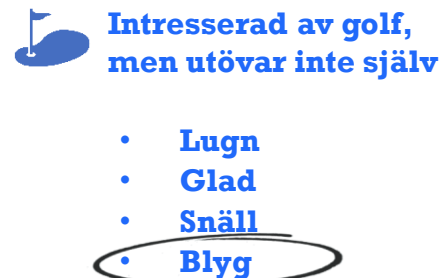 Intresserad av golf,
men utövar inte själv
• Lugn
• Glad
• Snäll
• Blyg